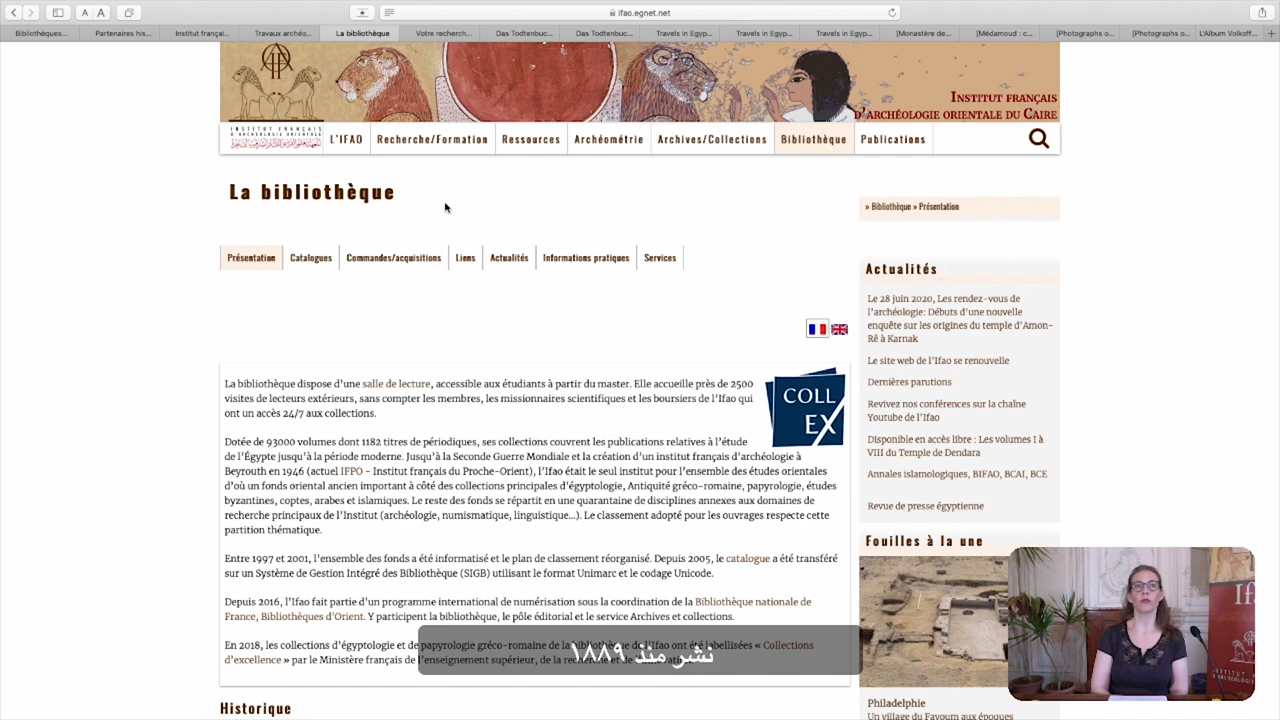 A A
ifao.egnet.net
Bibliothèques...
Partenaires his...
Institut françai...
Travaux archéo...
La bibliothèque
Votre recherch...
Das Todtenbuc...
Das Todtenbuc...
Travels in Egyp...
Travels in Egyp...
Travels in Egyp...
[Monastère de...
[Médamoud : c...
[Photographs o...
[Photographs o...
L'Album Volkoff...
Institut français
d'archéologie orientale du Caire
INSTITUT FRANÇAIS
D'ARCHÉOLOGIE ORIENTALE
L'IFAO
Recherche/Formation
Ressources
Archéométrie
Archives/Collections
Bibliothèque
Publications
La bibliothèque
» Bibliothèque » Présentation
Présentation
Catalogues
Commandes/acquisitions
Liens
Actualités
Informations pratiques
Services
La bibliothèque dispose d'une salle de lecture, accessible aux étudiants à partir du master. Elle accueille près de 2500
visites de lecteurs extérieurs, sans compter les membres, les missionnaires scientifiques et les boursiers de l'Ifao qui
ont un accès 24/7 aux collections.
COLL
EX
Dotée de 93000 volumes dont 1182 titres de périodiques, ses collections couvrent les publications relatives à l'étude
de l'Égypte jusqu'à la période moderne. Jusqu'à la Seconde Guerre Mondiale et la création d'un institut français d'archéologie à
Beyrouth en 1946 (actuel IFPO - Institut français du Proche-Orient), l'Ifao était le seul institut pour l'ensemble des études orientales
d'où un fonds oriental ancien important à côté des collections principales d'égyptologie, Antiquité gréco-romaine, papyrologie, études
byzantines, coptes, arabes et islamiques. Le reste des fonds se répartit en une quarantaine de disciplines annexes aux domaines de
recherche principaux de l'Institut (archéologie, numismatique, linguistique...). Le classement adopté pour les ouvrages respecte cette
partition thématique.
Entre 1997 et 2001, l'ensemble des fonds a été informatisé et le plan de classement réorganisé. Depuis 2005, le catalogue a été transféré
sur un Système de Gestion Intégré des Bibliothèque (SIGB) utilisant le format Unimarc et le codage Unicode.
Depuis 2016, l'Ifao fait partie d'un programme international de numérisation sous la coordination de la Bibliothèque nationale de
France, Bibliothèques d'Orient. Y participent la bibliothèque, le pôle éditorial et le service Archives et collections.
En 2018, les collections d'égyptologie et de papyrologie gréco-romaine de la bibliothèque de l'Ifao ont été labellisées « Collections
d'excellence » par le Ministère français de l'enseignement supérieur, de la recherche et de
نشر منذ ١٨٨٩
Historique
Actualités
Le 28 juin 2020, Les rendez-vous de
l'archéologie: Débuts d'une nouvelle
enquête sur les origines du temple d'Amon-
Rê à Karnak
Le site web de l'Ifao se renouvelle
Dernières parutions
Revivez nos conférences sur la chaîne
Youtube de l'Ifao
Disponible en accès libre : Les volumes I à
VIII du Temple de Dendara
Annales islamologiques, BIFAO, BCAI, BCE
Revue de presse égyptienne
Fouilles à la une
Philadelphie
Un village du Fayoum aux époques